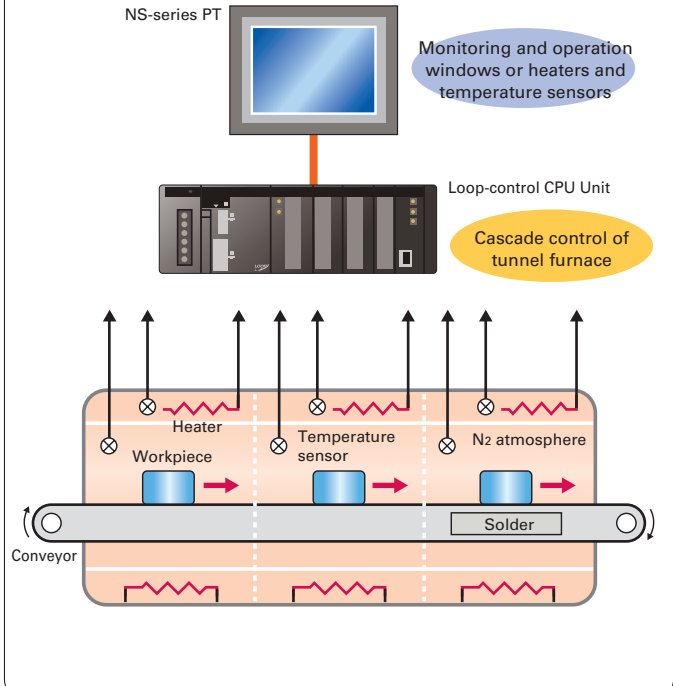 NS-series PT
Monitoring and operation
windows or heaters and
temperature sensors
Loop-control CPU Unit
Cascade control of
tunnel furnace
Heater
Temperature
sensor
N2 atmosphere
Workpiece
Solder
Conveyor